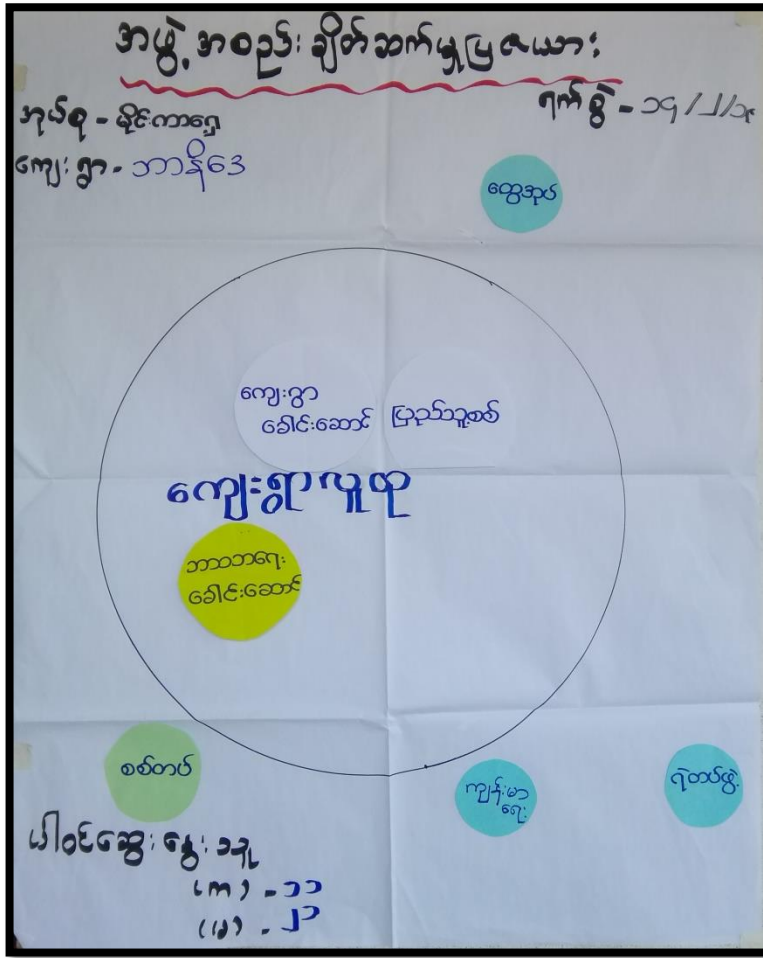 အဖွဲ့အစည်းချိတ်ဆက်မှုပြဇယား
အုပ်စု - မိုင်းကာရှေ
ရက်စွဲ - ၁၄/၂/၁၉
ကျေးရွာ - ဘာနိဒေ
ထွေအုပ်
ကျေးရွာ
ခေါင်းဆောင်
ပြည်သူ့စစ်
ကျေးရွာလူထု
ဘာသာရေး
ခေါင်းဆောင်
စစ်တပ်
ကျန်းမာ
ရေး
ရဲတပ်ဖွဲ့
ပါဝင်ဆွေးနွေးသူ
(က) - ၁၁
(မ) - ၂၁